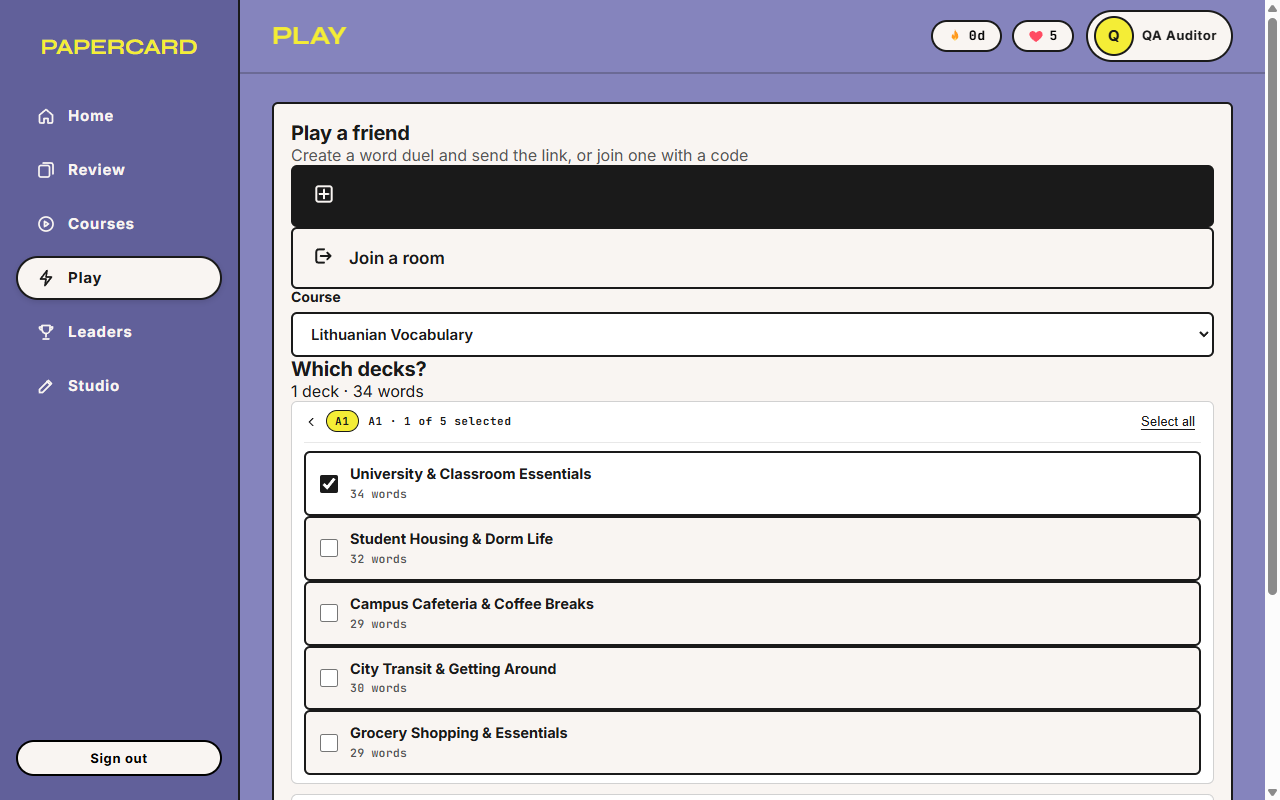 PAPERCARD
Home
Review
Courses
Play
Leaders
Studio
Sign out
PLAY
0d
5
Q
QA Auditor
Play a friend
Create a word duel and send the link, or join one with a code
Join a room
Course
Lithuanian Vocabulary
Which decks?
1 deck · 34 words
A1
A1 · 1 of 5 selected
Select all
University & Classroom Essentials
34 words
Student Housing & Dorm Life
32 words
Campus Cafeteria & Coffee Breaks
29 words
City Transit & Getting Around
30 words
Grocery Shopping & Essentials
29 words